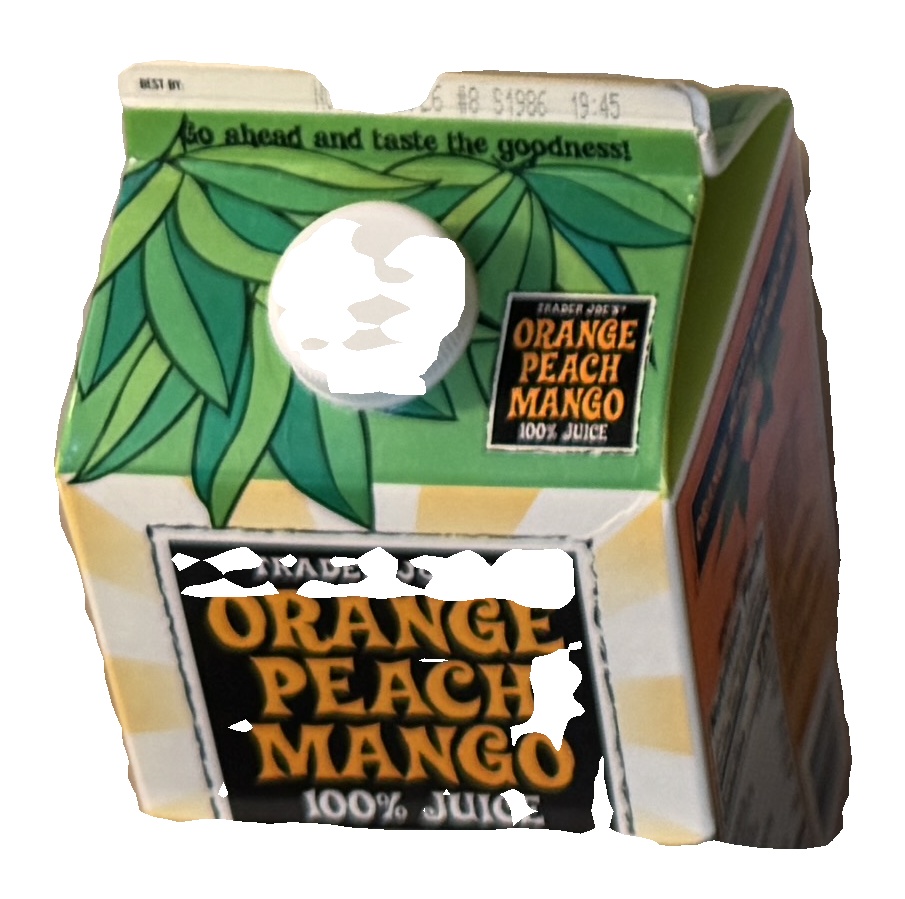 BEST BY:
#8 S1986 19:45
Go ahead and taste the goodness!
TRADER JOE'S
ORANGE
PEACH
MANGO
100% JUICE
ORANGE
PEACH
MANGO
100% JUICE